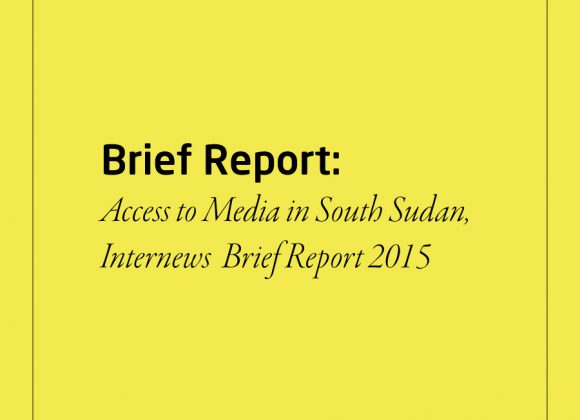 Brief Report:
Access to Media in South Sudan,
Internews Brief Report 2015